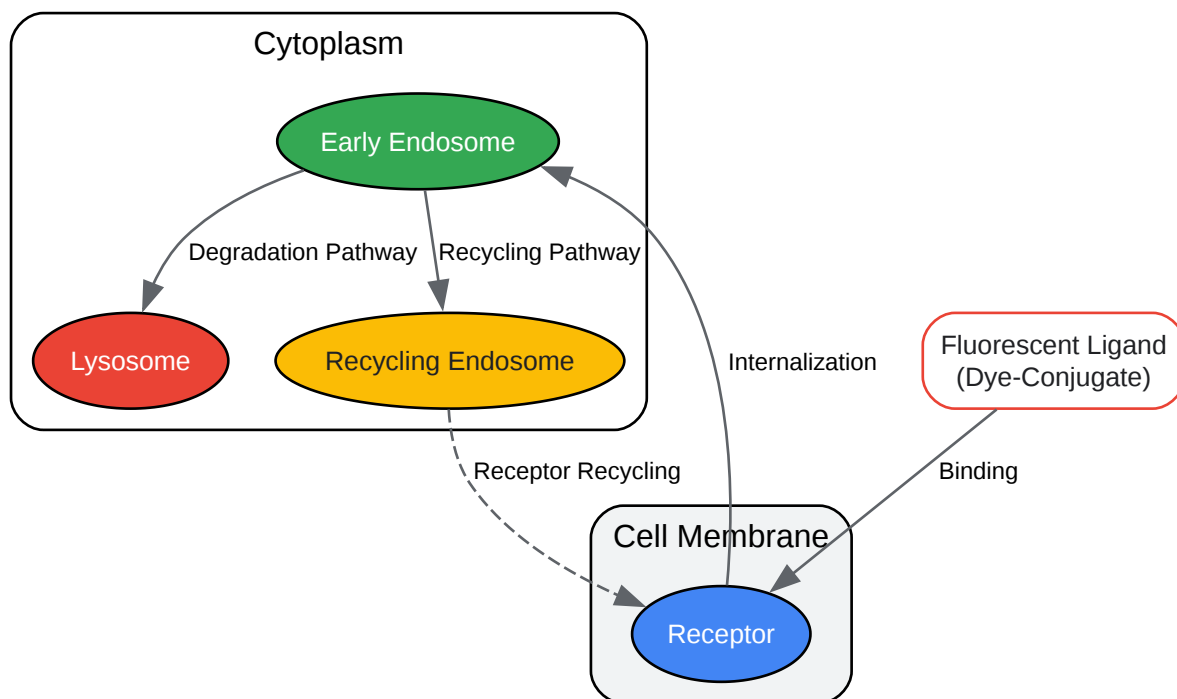 Cytoplasm
Early Endosome
Degradation Pathway
Recycling Pathway
Lysosome
Recycling Endosome
Internalization
Fluorescent Ligand
(Dye-Conjugate)
Receptor Recycling
Binding
Cell Membrane
Receptor